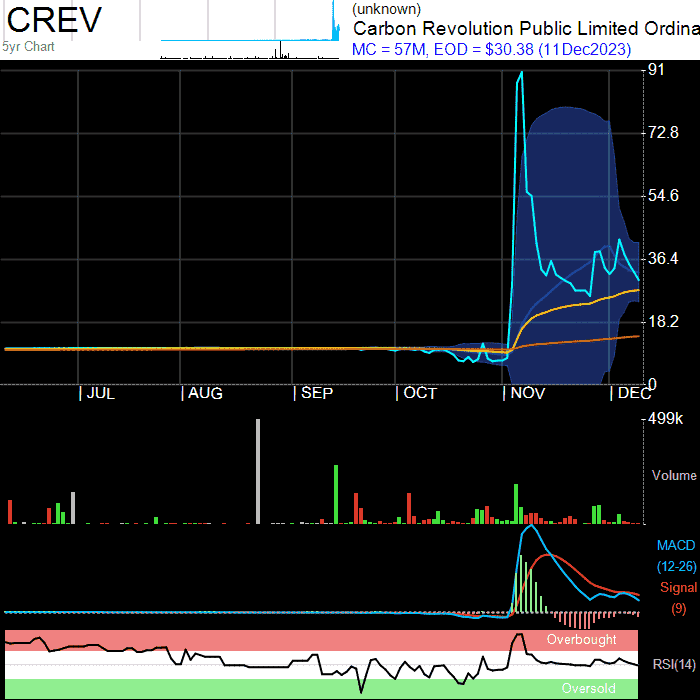 CREV
5yr Chart
(unknown)
Carbon Revolution Public Limited Ordina
MC = 57M, EOD = $30.38 (11Dec2023)
91
72.8
54.6
36.4
18.2
0
JUL
AUG
SEP
OCT
NOV
DEC
499k
Volume
MACD
(12-26)
Signal
(9)
Overbought
RSI(14)
Oversold